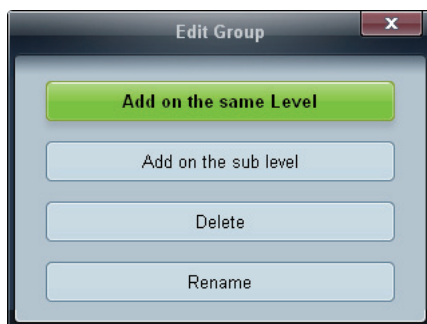 Edit Group
x
Add on the same Level
Add on the sub level
Delete
Rename